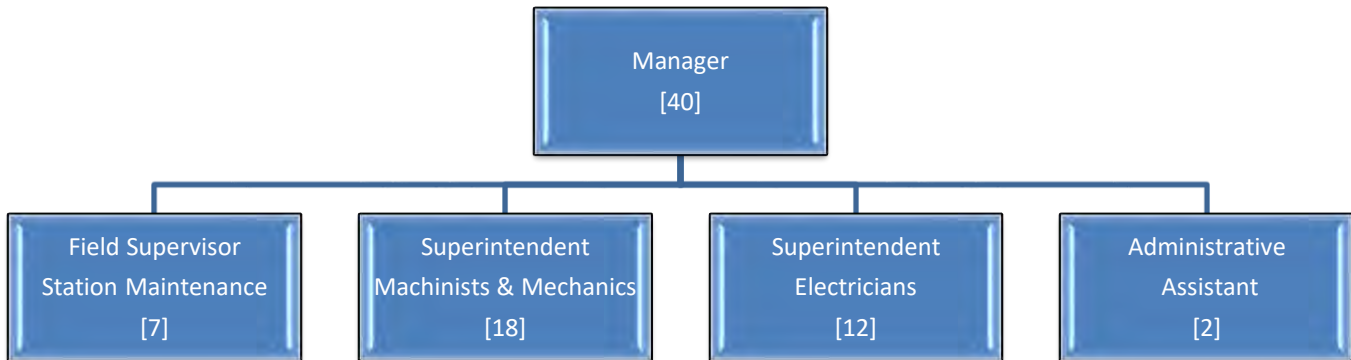 Manager
[40]
Field Supervisor
Station Maintenance
[7]
Superintendent
Machinists & Mechanics
[18]
Superintendent
Electricians
[12]
Administrative
Assistant
[2]